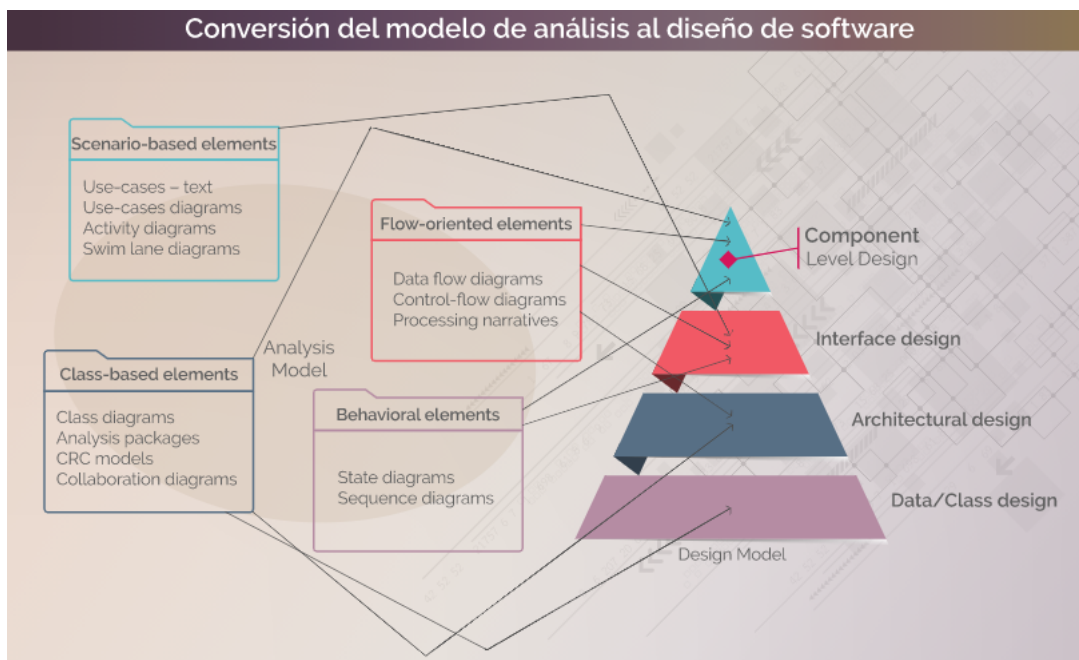 Conversión del modelo de análisis al diseño de software
Scenario-based elements
Use-cases – text
Use-cases diagrams
Activity diagrams
Swim lane diagrams
Flow-oriented elements
Data flow diagrams
Control-flow diagrams
Processing narratives
Analysis
Model
Class-based elements
Class diagrams
Analysis packages
CRC models
Collaboration diagrams
Behavioral elements
State diagrams
Sequence diagrams
Component
Level Design
Interface design
Architectural design
Data/Class design
Design Model